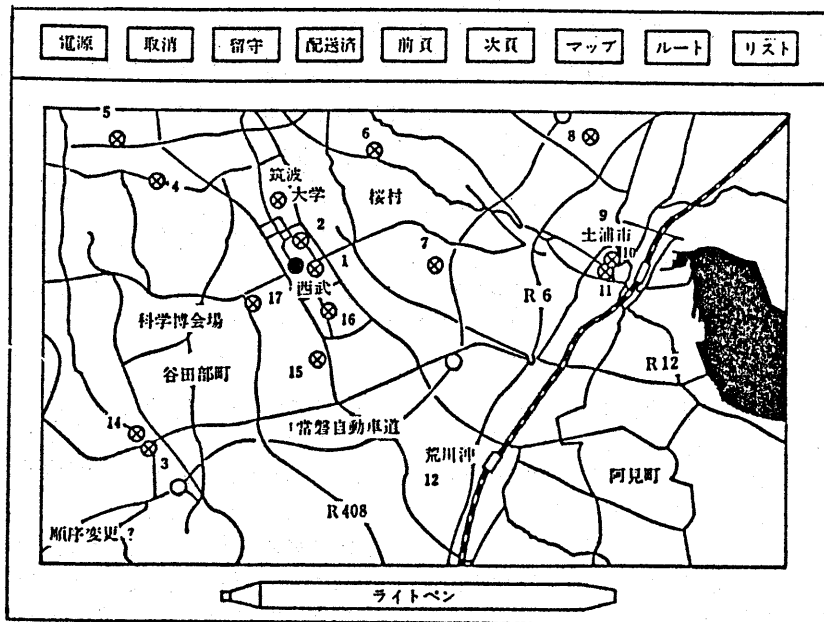 電源 取消 留守 配送済 前頁 次頁 マップ ルート リスト
5
6
8
4
筑波
大学
桜村
9
土浦市
2
10
7
1
11
西武
R6
17
科学博会場
16
谷田部町
15
R12
14
常磐自動車道
3
荒川沖
12
阿見町
R408
順序変更?
ライトペン